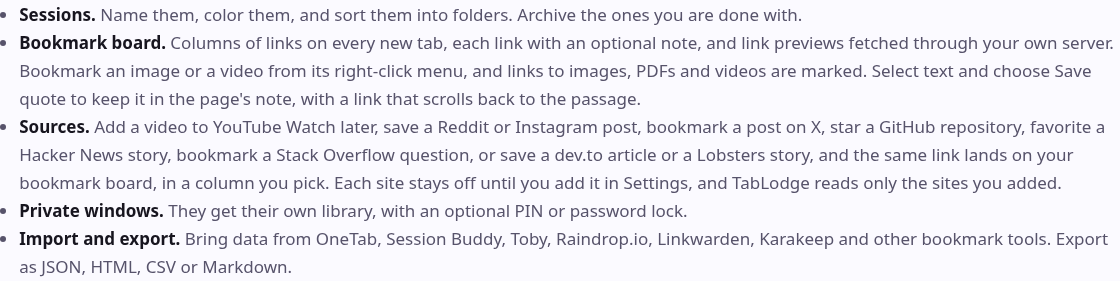 Sessions. Name them, color them, and sort them into folders. Archive the ones you are done with.
Bookmark board. Columns of links on every new tab, each link with an optional note, and link previews fetched through your own server.
Bookmark an image or a video from its right-click menu, and links to images, PDFs and videos are marked. Select text and choose Save
quote to keep it in the page's note, with a link that scrolls back to the passage.
Sources. Add a video to YouTube Watch later, save a Reddit or Instagram post, bookmark a post on X, star a GitHub repository, favorite a
Hacker News story, bookmark a Stack Overflow question, or save a dev.to article or a Lobsters story, and the same link lands on your
bookmark board, in a column you pick. Each site stays off until you add it in Settings, and TabLodge reads only the sites you added.
Private windows. They get their own library, with an optional PIN or password lock.
Import and export. Bring data from OneTab, Session Buddy, Toby, Raindrop.io, Linkwarden, Karakeep and other bookmark tools. Export
as JSON, HTML, CSV or Markdown.